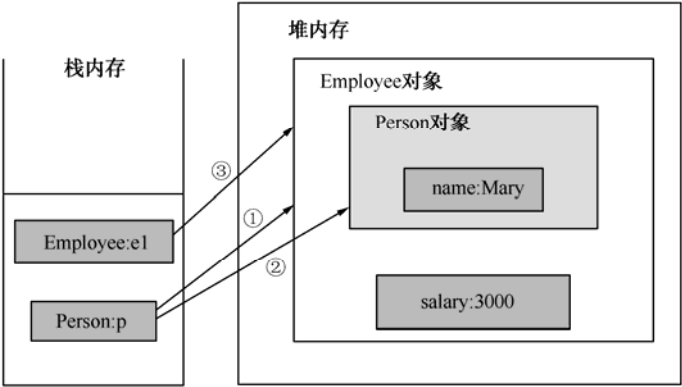 堆内存
栈内存
Employee对象
Person对象
③
name:Mary
①
Employee:e1
②
salary:3000
Person:p